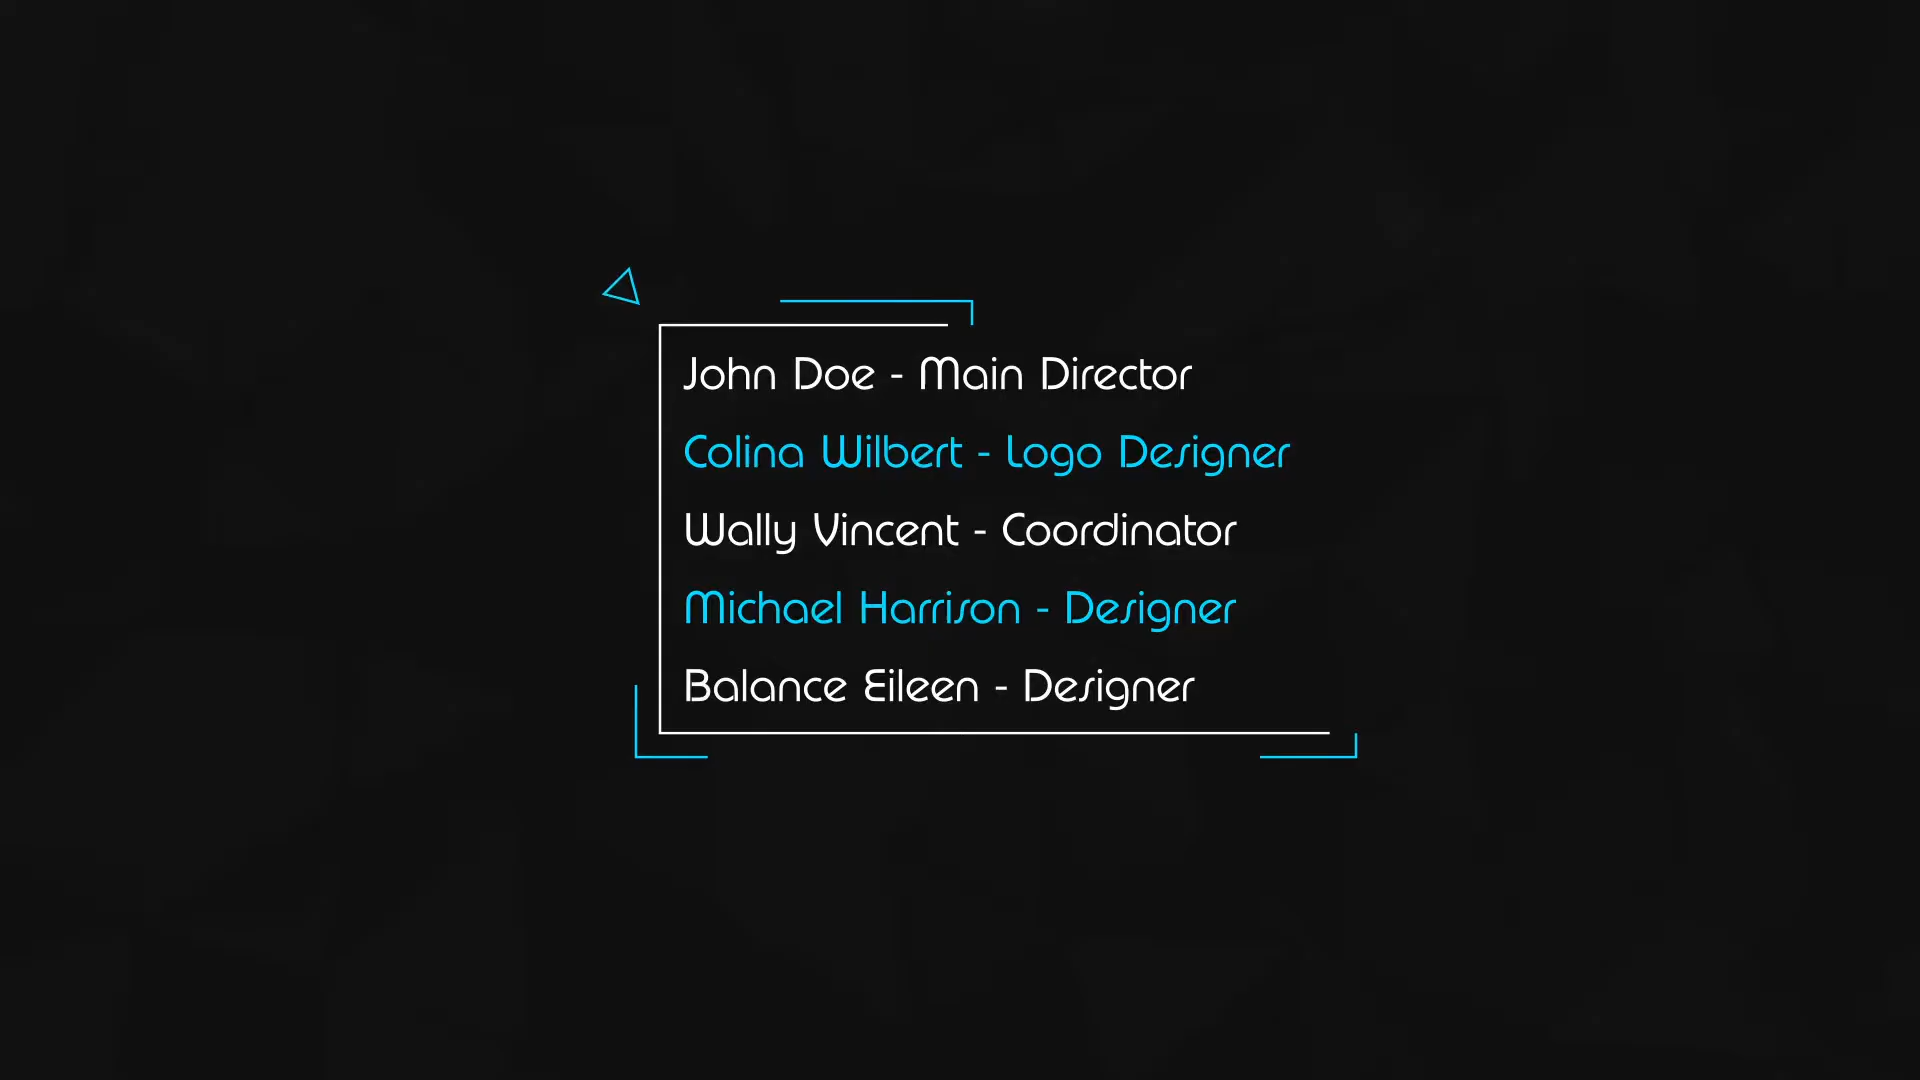 John Doe - Main Director
Colina Wilbert - Logo Designer
Wally Vincent - Coordinator
Michael Harrison - Designer
Balance Eileen - Designer